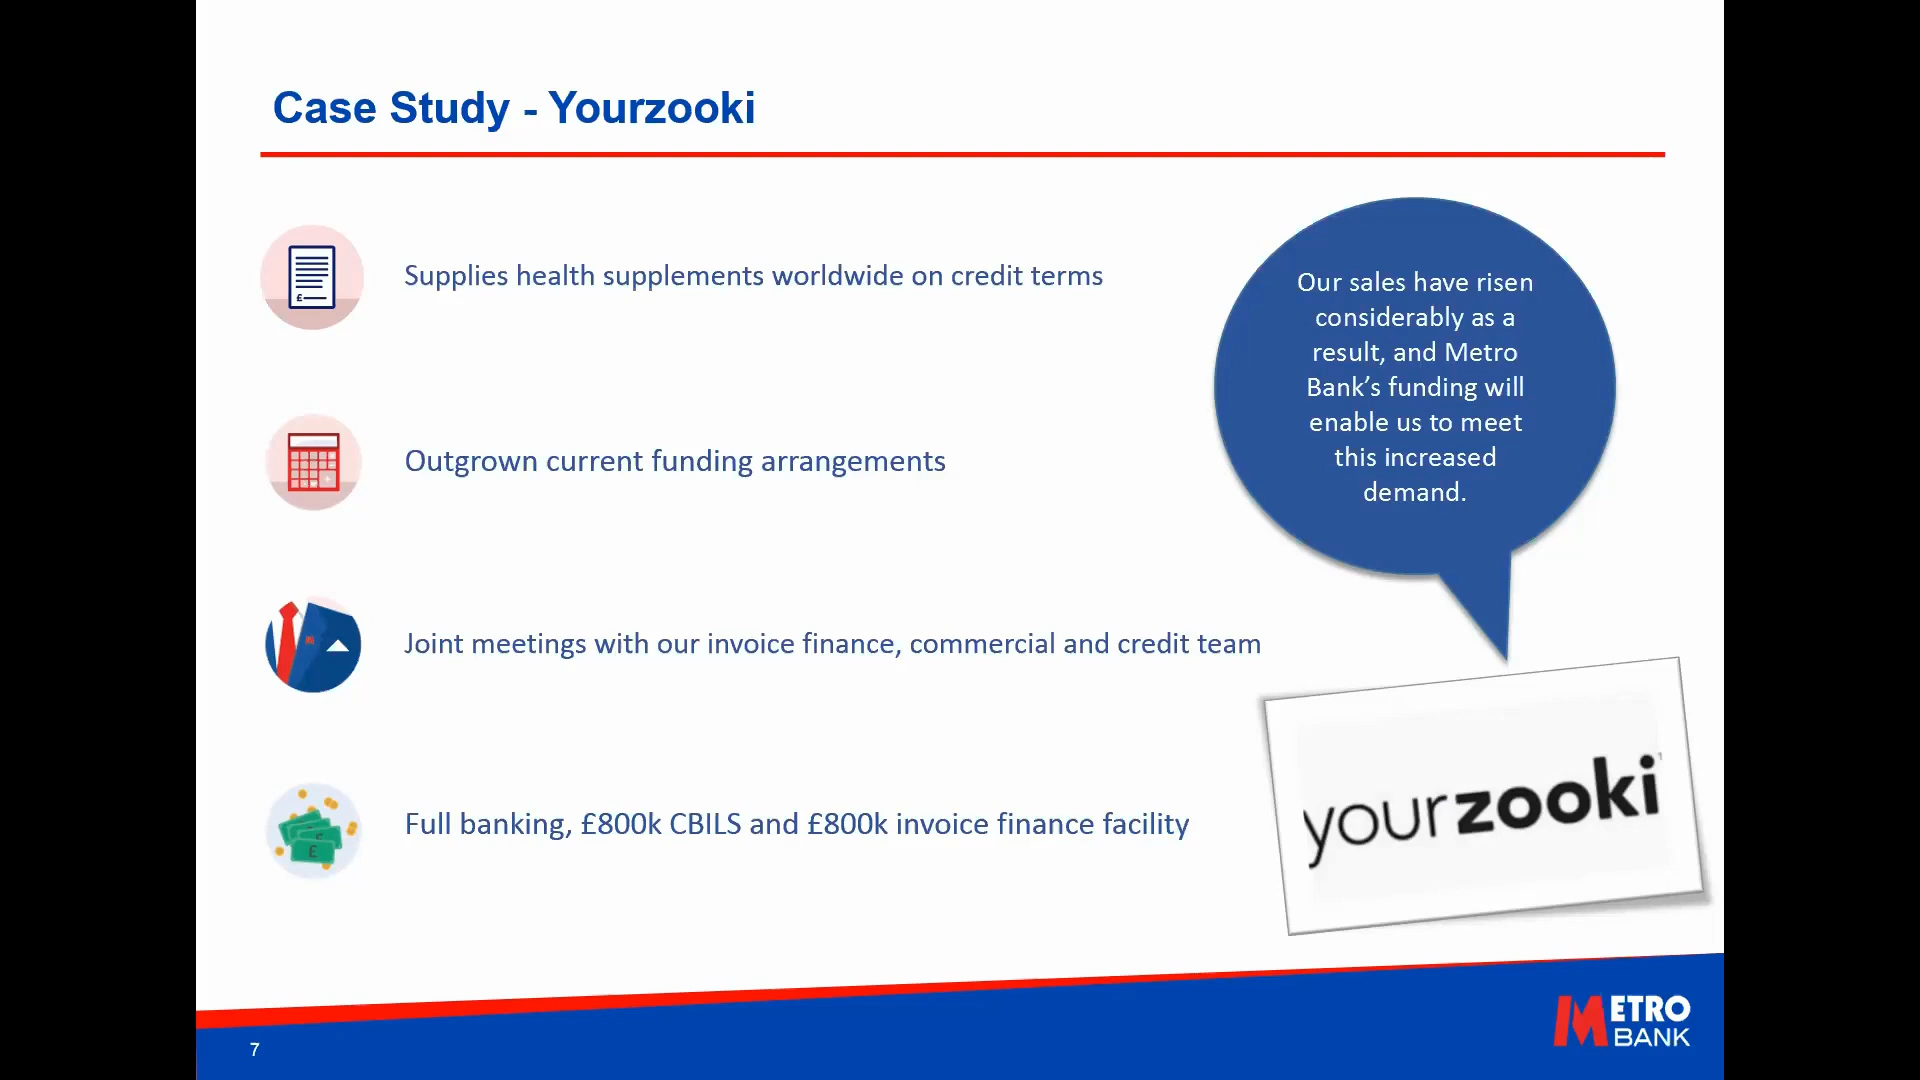 Case Study - Yourzooki
Supplies health supplements worldwide on credit terms
Outgrown current funding arrangements
Joint meetings with our invoice finance, commercial and credit team
Full banking, £800k CBILS and £800k invoice finance facility
Our sales have risen
considerably as a
result, and Metro
Bank’s funding will
enable us to meet
this increased
demand.
yourzooki
7
METRO
BANK